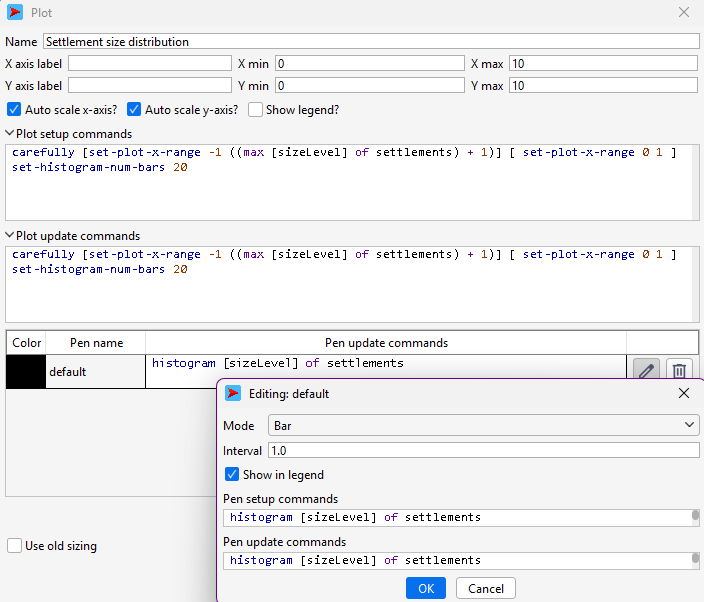 Plot
Name Settlement size distribution
X axis label X min 0 X max 10
Y axis label Y min 0 Y max 10
Auto scale x-axis? Auto scale y-axis? Show legend?
Plot setup commands
carefully [set-plot-x-range -1 ((max [sizeLevel] of settlements) + 1)] [ set-plot-x-range 0 1 ]
set-histogram-num-bars 20
Plot update commands
carefully [set-plot-x-range -1 ((max [sizeLevel] of settlements) + 1)] [ set-plot-x-range 0 1 ]
set-histogram-num-bars 20
Color Pen name Pen update commands
default histogram [sizeLevel] of settlements
Editing: default
Mode Bar
Interval 1.0
Show in legend
Pen setup commands
histogram [sizeLevel] of settlements
Pen update commands
histogram [sizeLevel] of settlements
Use old sizing
OK Cancel